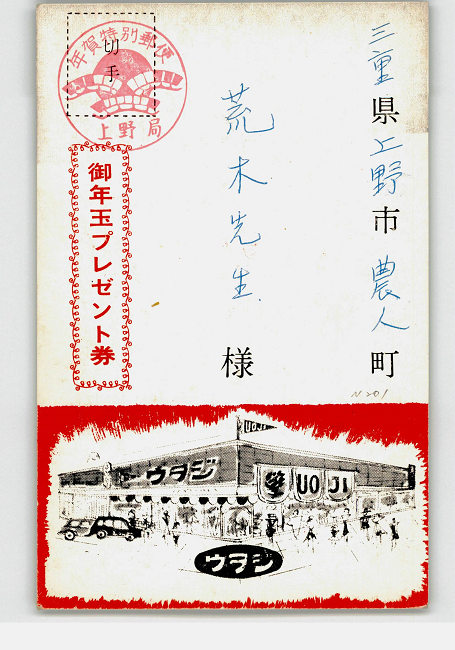 三重県上野市農人町
荒木先生様
年賀特別郵便
切手
上野局
御年玉プレゼント券
N201
UOJI
ウヲジ
UOJI
ウヲジ